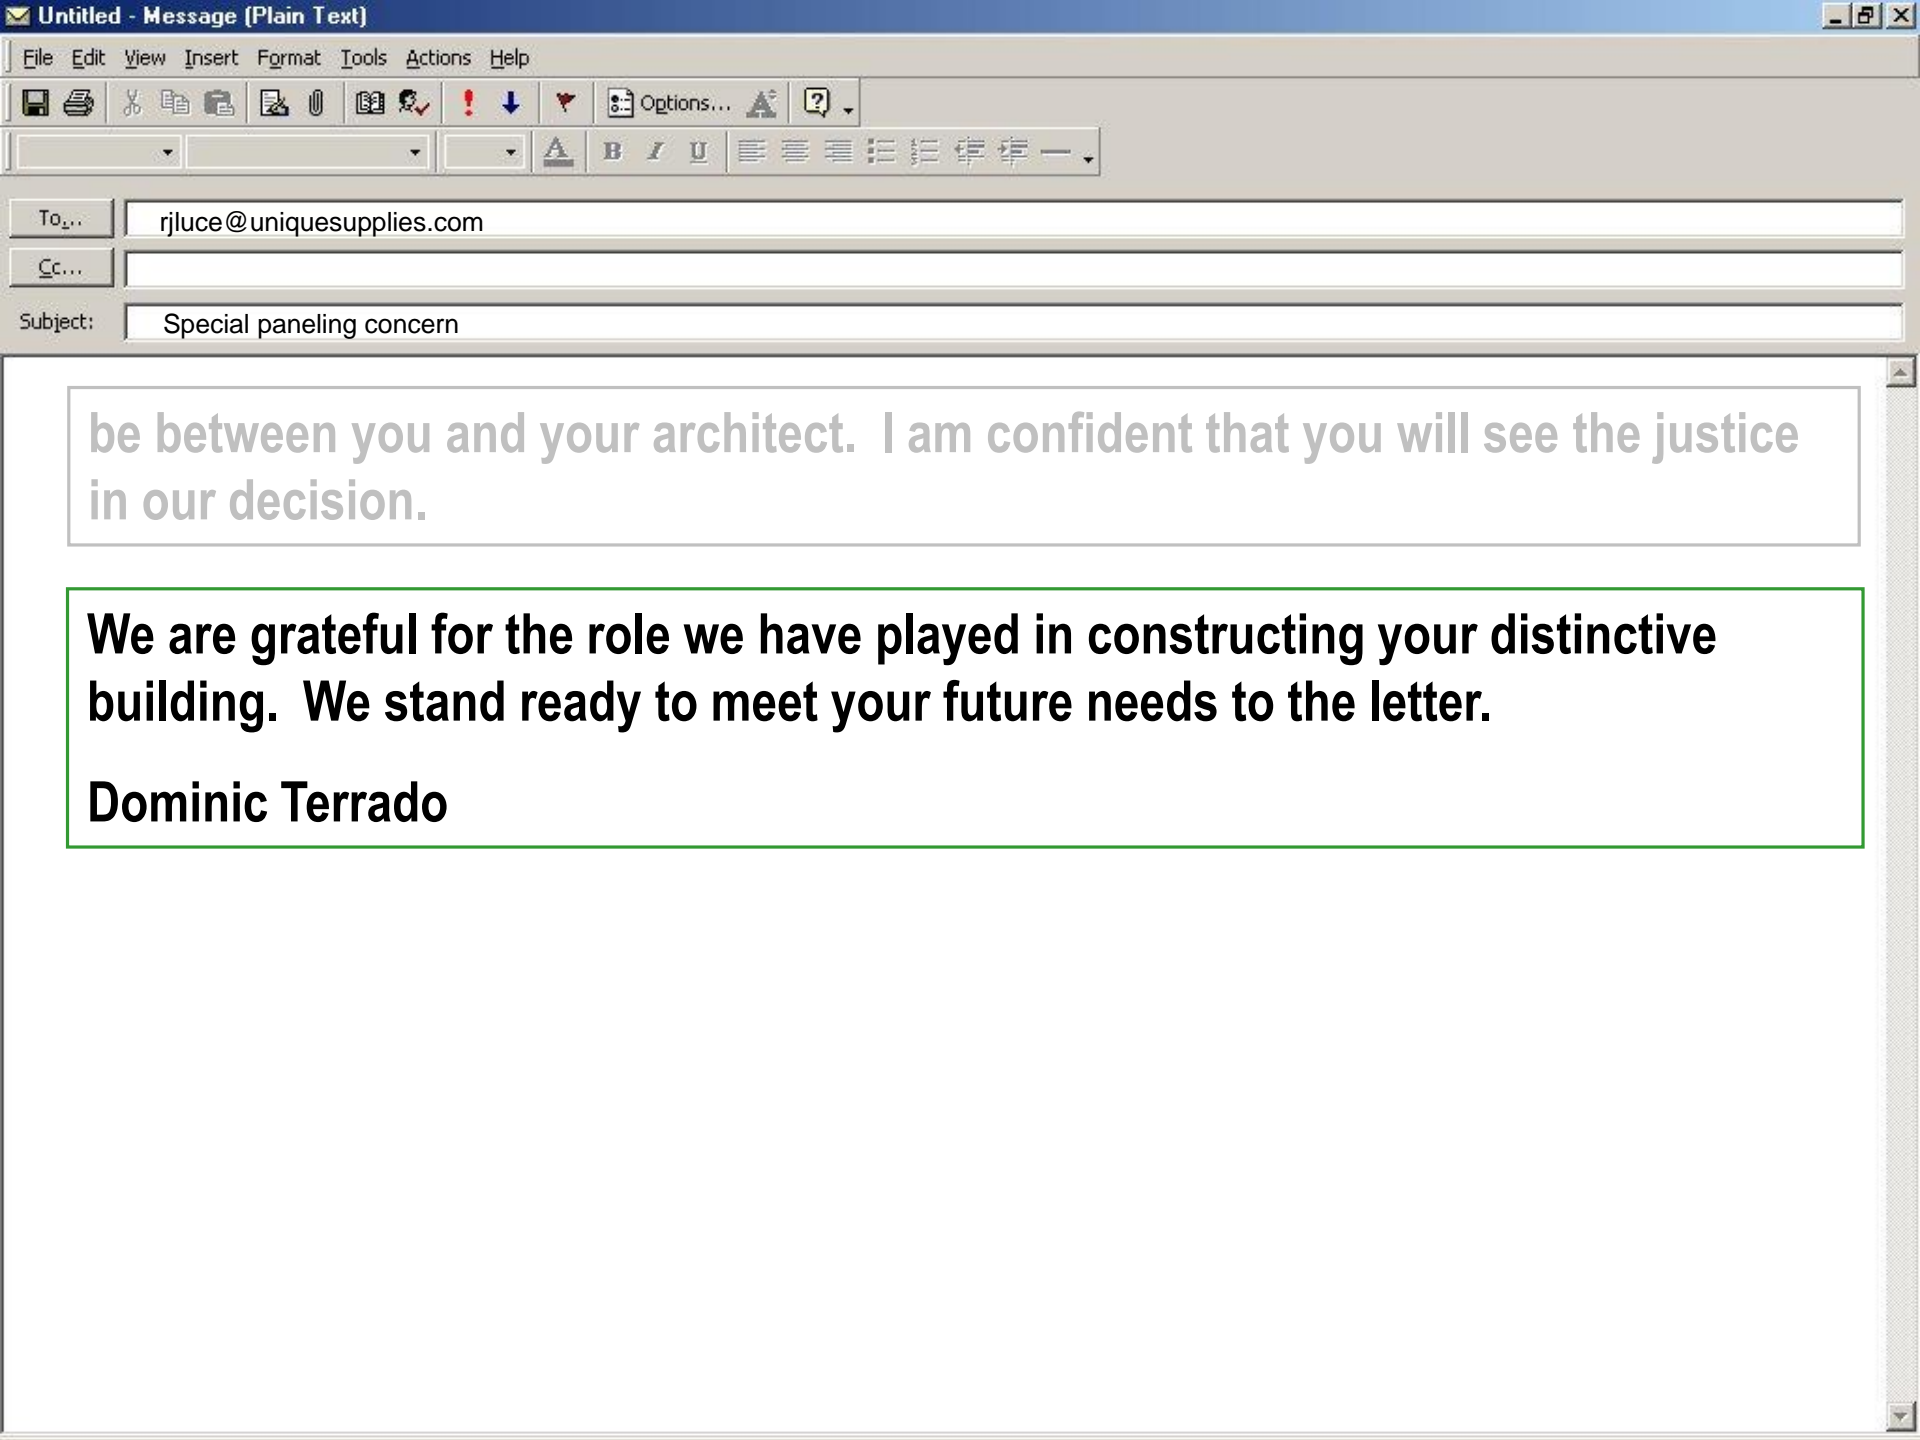 Untitled - Message (Plain Text)
File Edit View Insert Format Tools Actions Help
Options...
A B I U
To... rjluce@uniquesupplies.com
Cc...
Subject: Special paneling concern
be between you and your architect.  I am confident that you will see the justice
in our decision.
We are grateful for the role we have played in constructing your distinctive
building.  We stand ready to meet your future needs to the letter.
Dominic Terrado